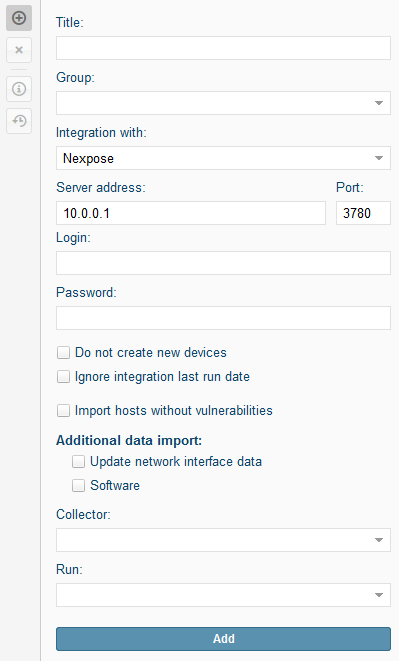 Title:
Group:
Integration with:
Nexpose
Server address: Port:
10.0.0.1 3780
Login:
Password:
Do not create new devices
Ignore integration last run date
Import hosts without vulnerabilities
Additional data import:
Update network interface data
Software
Collector:
Run:
Add